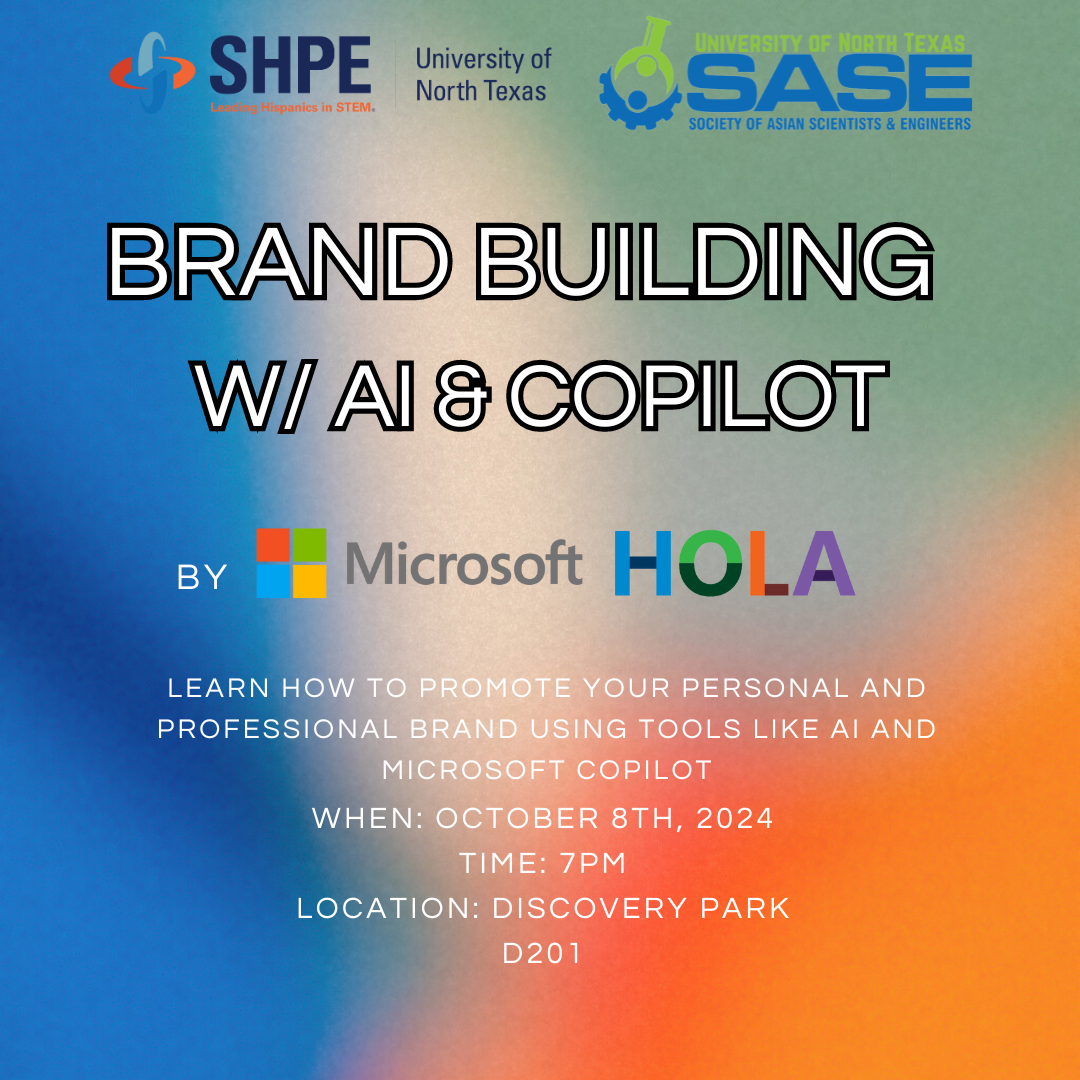 SHPE
Leading Hispanics in STEM.
University of
North Texas
UNIVERSITY OF NORTH TEXAS
SASE
SOCIETY OF ASIAN SCIENTISTS & ENGINEERS
BRAND BUILDING
W/ AI & COPILOT
BY Microsoft HOLA
LEARN HOW TO PROMOTE YOUR PERSONAL AND
PROFESSIONAL BRAND USING TOOLS LIKE AI AND
MICROSOFT COPILOT
WHEN: OCTOBER 8TH, 2024
TIME: 7PM
LOCATION: DISCOVERY PARK
D201